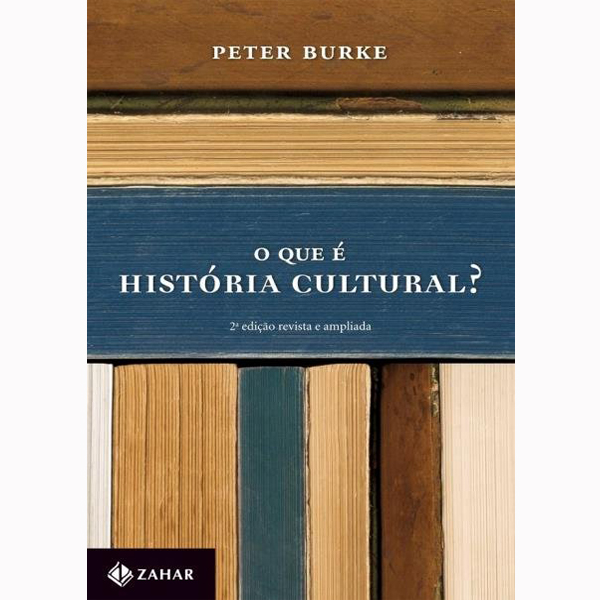 PETER BURKE
O QUE É
HISTÓRIA CULTURAL?
2ª edição revista e ampliada
ZAHAR